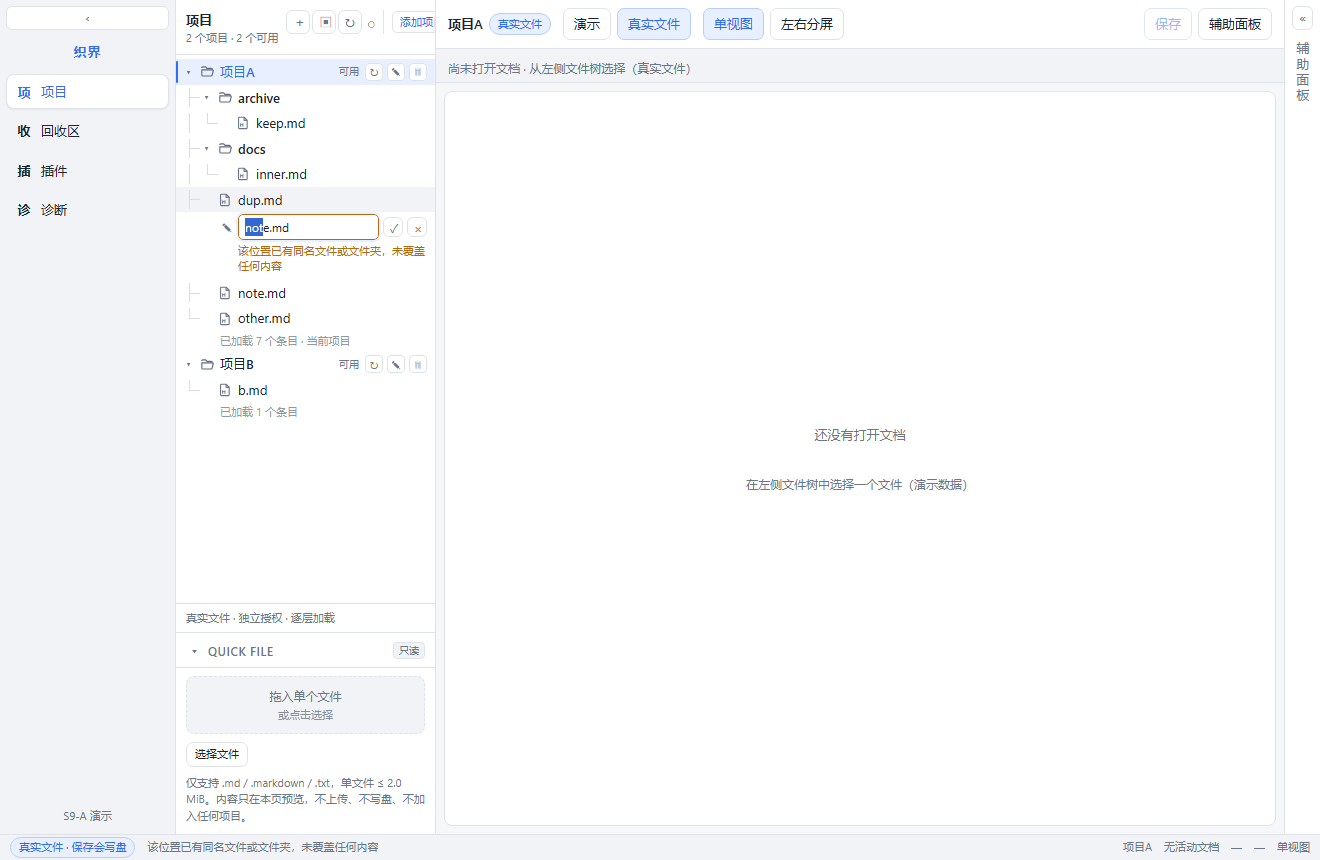 ‹
织界
项 项目
收 回收区
插 插件
诊 诊断
S9-A 演示
项目
2 个项目 · 2 个可用
添加项
项目A 可用
archive
keep.md
docs
inner.md
dup.md
note.md
该位置已有同名文件或文件夹，未覆盖
任何内容
note.md
other.md
已加载 7 个条目 · 当前项目
项目B 可用
b.md
已加载 1 个条目
真实文件 · 独立授权 · 逐层加载
QUICK FILE 只读
拖入单个文件
或点击选择
选择文件
仅支持 .md / .markdown / .txt，单文件 ≤ 2.0
MiB。内容只在本页预览，不上传、不写盘、不加
入任何项目。
项目A 真实文件 演示 真实文件 单视图 左右分屏 保存 辅助面板
尚未打开文档 · 从左侧文件树选择（真实文件）
还没有打开文档
在左侧文件树中选择一个文件（演示数据）
«
辅助面板
真实文件 · 保存会写盘 该位置已有同名文件或文件夹，未覆盖任何内容 项目A 无活动文档 — — 单视图